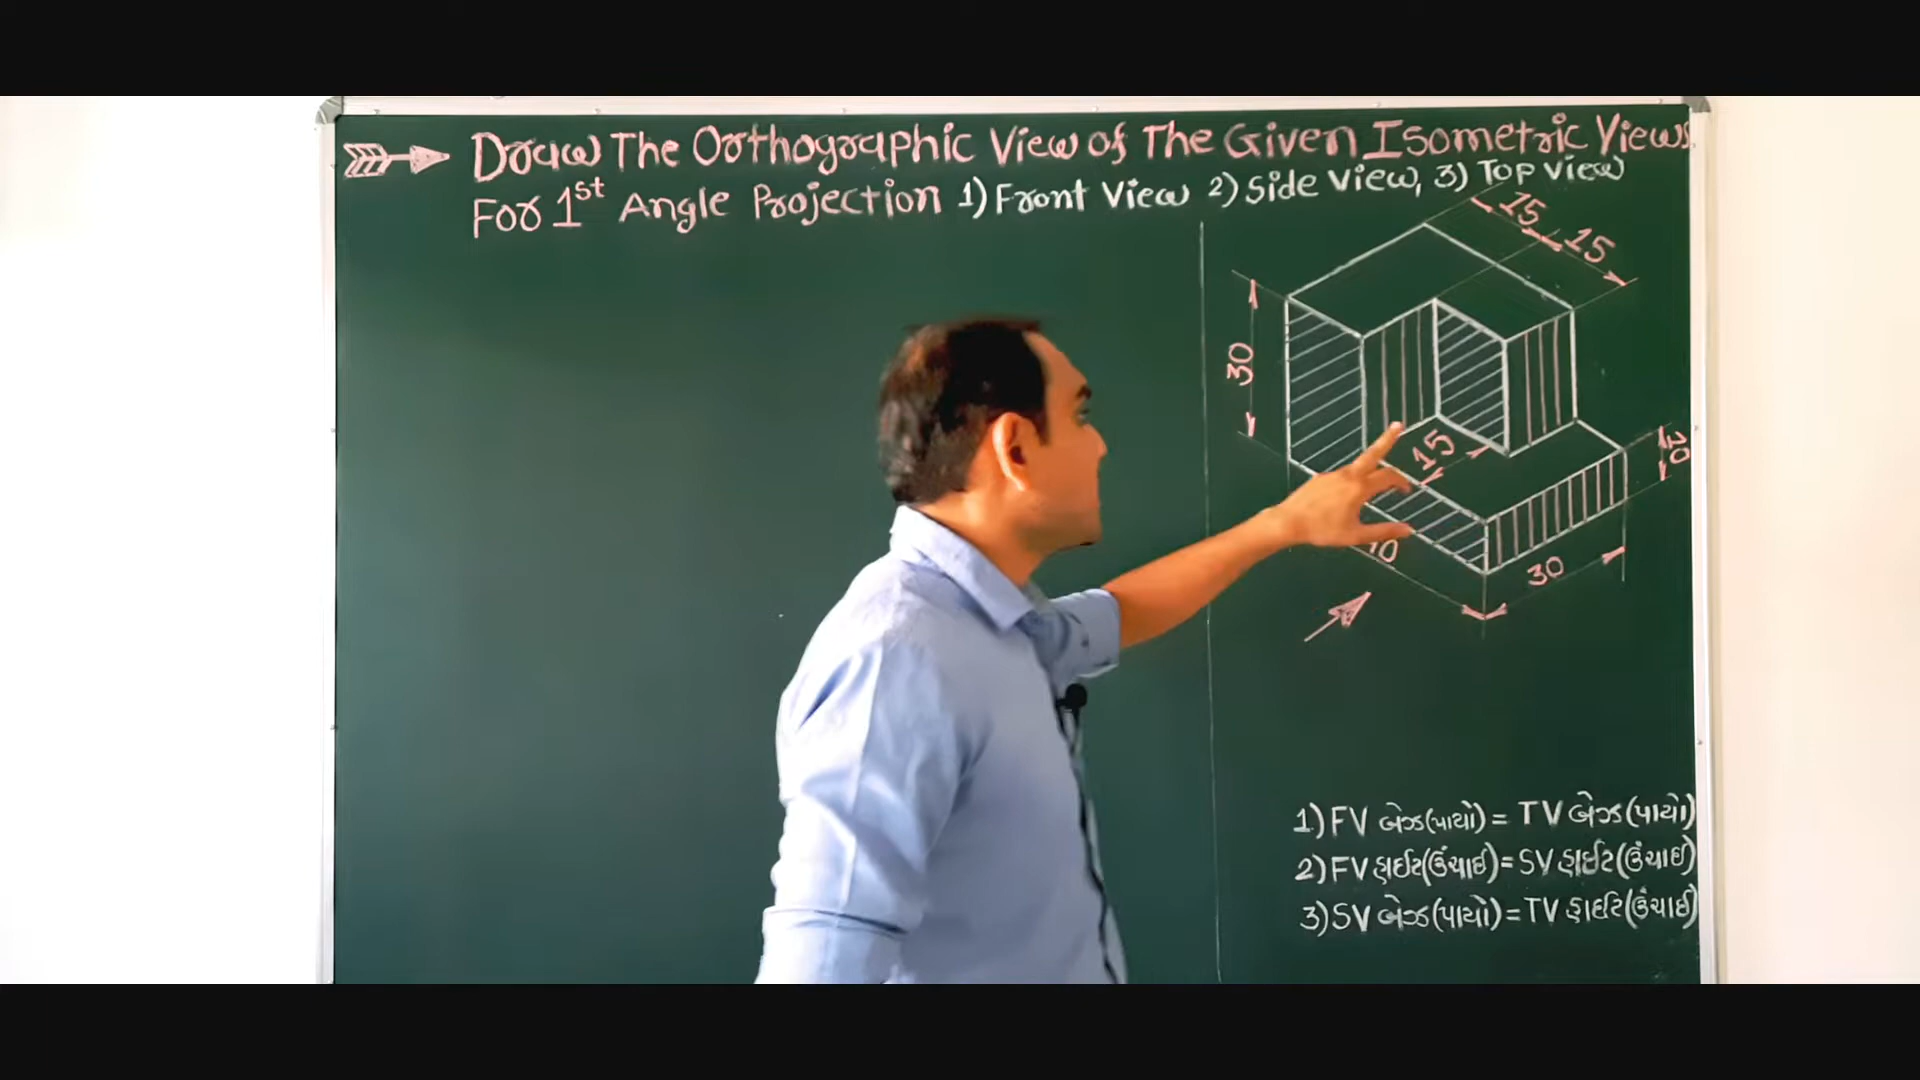 Draw The Orthographic View of The Given Isometric Views
For 1st Angle Projection 1) Front View 2) Side View, 3) Top View
15
15
30
15
20
30
1) FV બેઝ(પાયો) = TV બેઝ(પાયો)
2) FV હાઈટ(ઉંચાઈ) = SV હાઈટ(ઉંચાઈ)
3) SV બેઝ(પાયો) = TV હાઈટ(ઉંચાઈ)